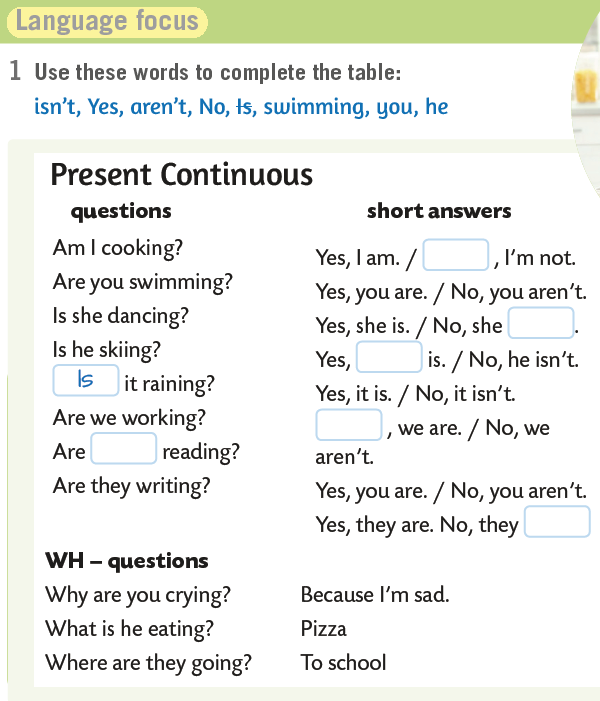 Language focus
1 Use these words to complete the table:
isn't, Yes, aren't, No, Is, swimming, you, he
Present Continuous
questions
short answers
Am I cooking?
Yes, I am. / , I'm not.
Are you swimming?
Yes, you are. / No, you aren't.
Is she dancing?
Yes, she is. / No, she .
Is he skiing?
Yes, is. / No, he isn't.
Is it raining?
Yes, it is. / No, it isn't.
Are we working?
, we are. / No, we
aren't.
Are reading?
Yes, you are. / No, you aren't.
Are they writing?
Yes, they are. No, they
WH – questions
Why are you crying?
Because I'm sad.
What is he eating?
Pizza
Where are they going?
To school